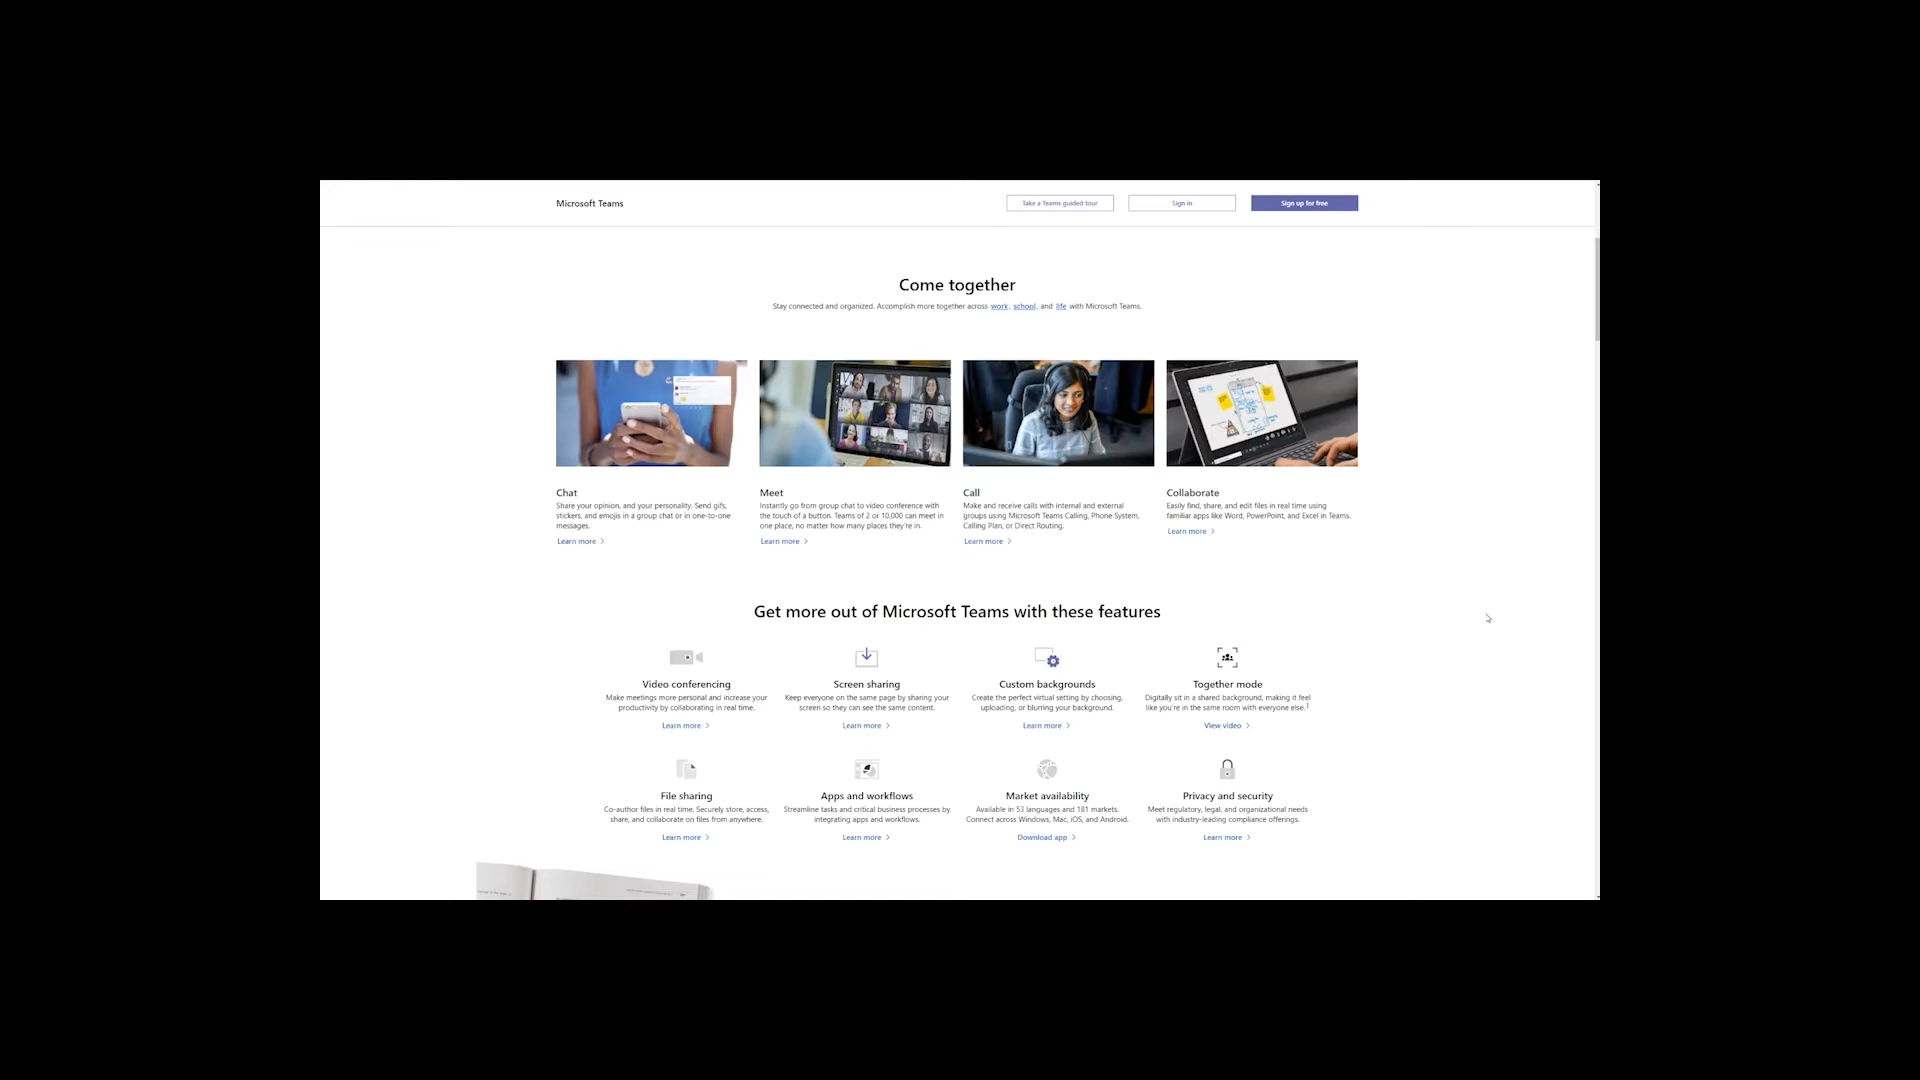 Microsoft Teams
Take a Teams guided tour
Sign in
Sign up for free
Come together
Stay connected and organized. Accomplish more together across work, school, and life with Microsoft Teams.
Chat
Share your opinion, and your personality. Send gifs,
stickers, and emojis in a group chat or in one-to-one
messages.
Learn more
Meet
Instantly go from group chat to video conference with
the touch of a button. Teams of 2 or 10,000 can meet in
one place, no matter how many places they're in.
Learn more
Call
Make and receive calls with internal and external
groups using Microsoft Teams Calling, Phone System,
Calling Plan, or Direct Routing.
Learn more
Collaborate
Easily find, share, and edit files in real time using
familiar apps like Word, PowerPoint, and Excel in Teams.
Learn more
Get more out of Microsoft Teams with these features
Video conferencing
Make meetings more personal and increase your
productivity by collaborating in real time.
Learn more
Screen sharing
Keep everyone on the same page by sharing your
screen so they can see the same content.
Learn more
Custom backgrounds
Create the perfect virtual setting by choosing,
uploading, or blurring your background.
Learn more
Together mode
Digitally sit in a shared background, making it feel
like you're in the same room with everyone else.1
View video
File sharing
Co-author files in real time. Securely store, access,
share, and collaborate on files from anywhere.
Learn more
Apps and workflows
Streamline tasks and critical business processes by
integrating apps and workflows.
Learn more
Market availability
Available in 53 languages and 181 markets.
Connect across Windows, Mac, iOS, and Android.
Download app
Privacy and security
Meet regulatory, legal, and organizational needs
with industry-leading compliance offerings.
Learn more